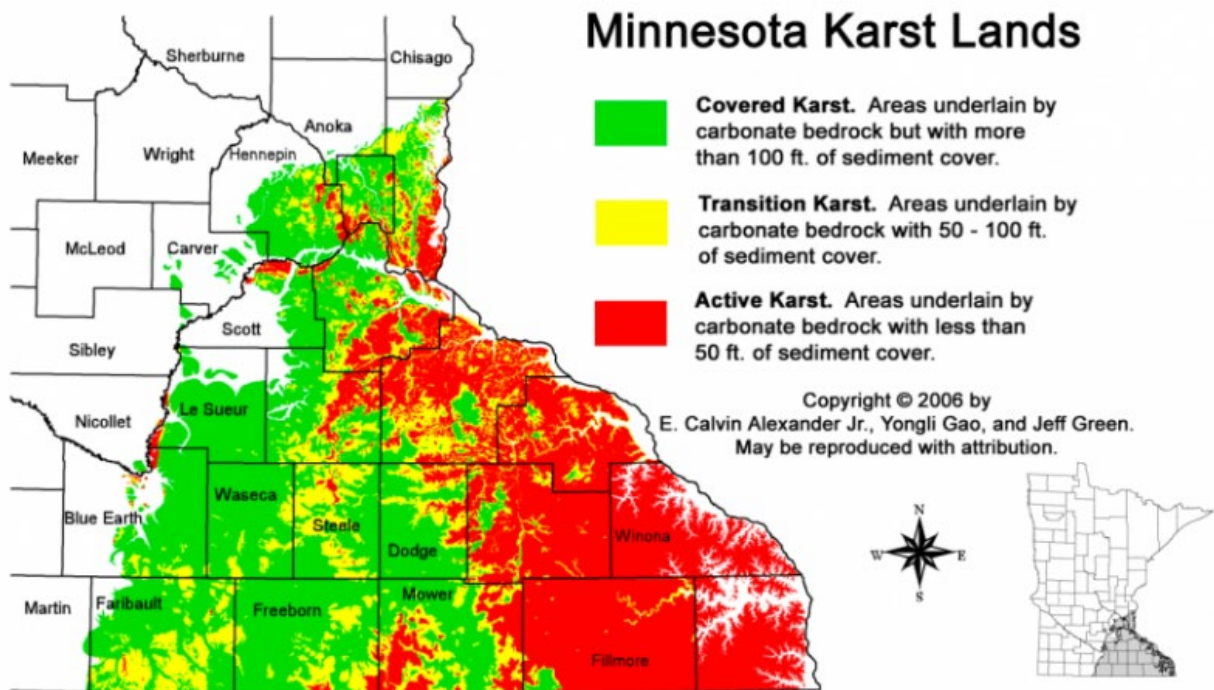 Minnesota Karst Lands
Covered Karst. Areas underlain by
carbonate bedrock but with more
than 100 ft. of sediment cover.
Transition Karst. Areas underlain by
carbonate bedrock with 50 - 100 ft.
of sediment cover.
Active Karst. Areas underlain by
carbonate bedrock with less than
50 ft. of sediment cover.
Copyright © 2006 by
E. Calvin Alexander Jr., Yongli Gao, and Jeff Green.
May be reproduced with attribution.
N
W E
S
Sherburne
Chisago
Anoka
Meeker
Wright
Hennepin
McLeod
Carver
Scott
Sibley
Nicollet
Le Sueur
Waseca
Blue Earth
Steele
Dodge
Winona
Martin
Faribault
Freeborn
Mower
Fillmore